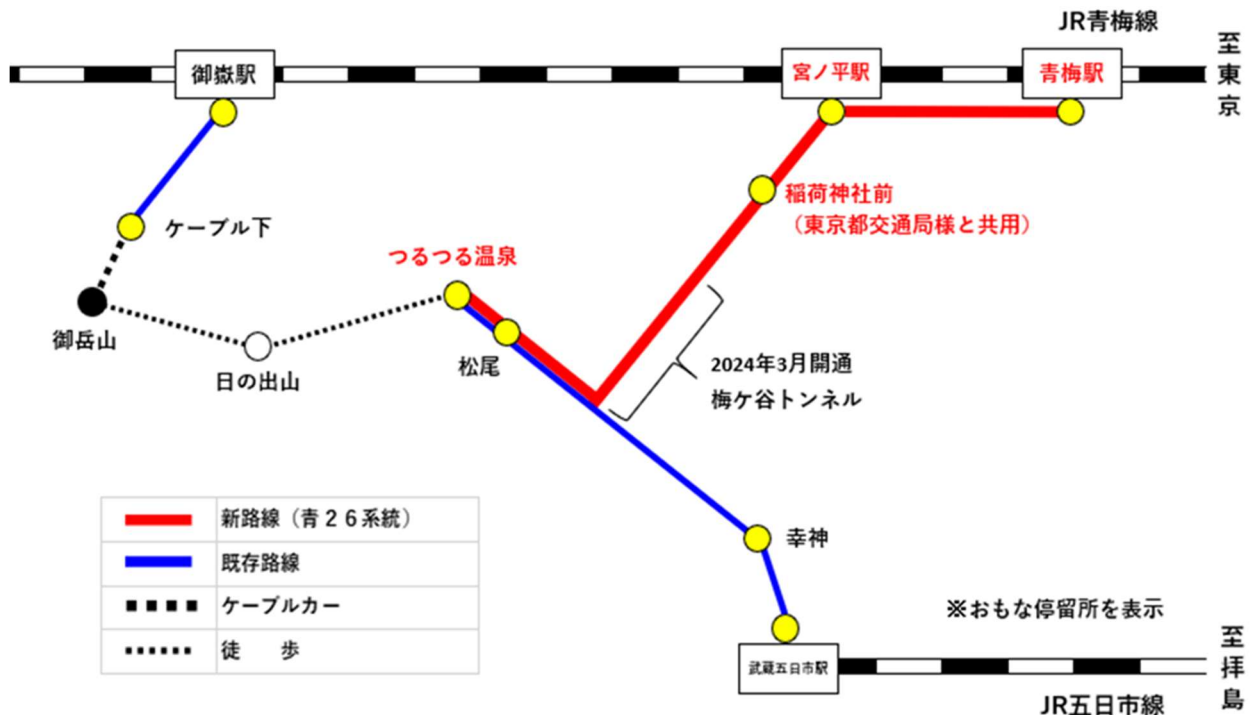 JR青梅線
至東京
御嶽駅
宮ノ平駅
青梅駅
稲荷神社前
（東京都交通局様と共用）
ケーブル下
つるつる温泉
御岳山
日の出山
松尾
2024年3月開通
梅ケ谷トンネル
新路線（青２６系統）
既存路線
ケーブルカー
徒　歩
幸神
※おもな停留所を表示
武蔵五日市駅
至拝島
JR五日市線